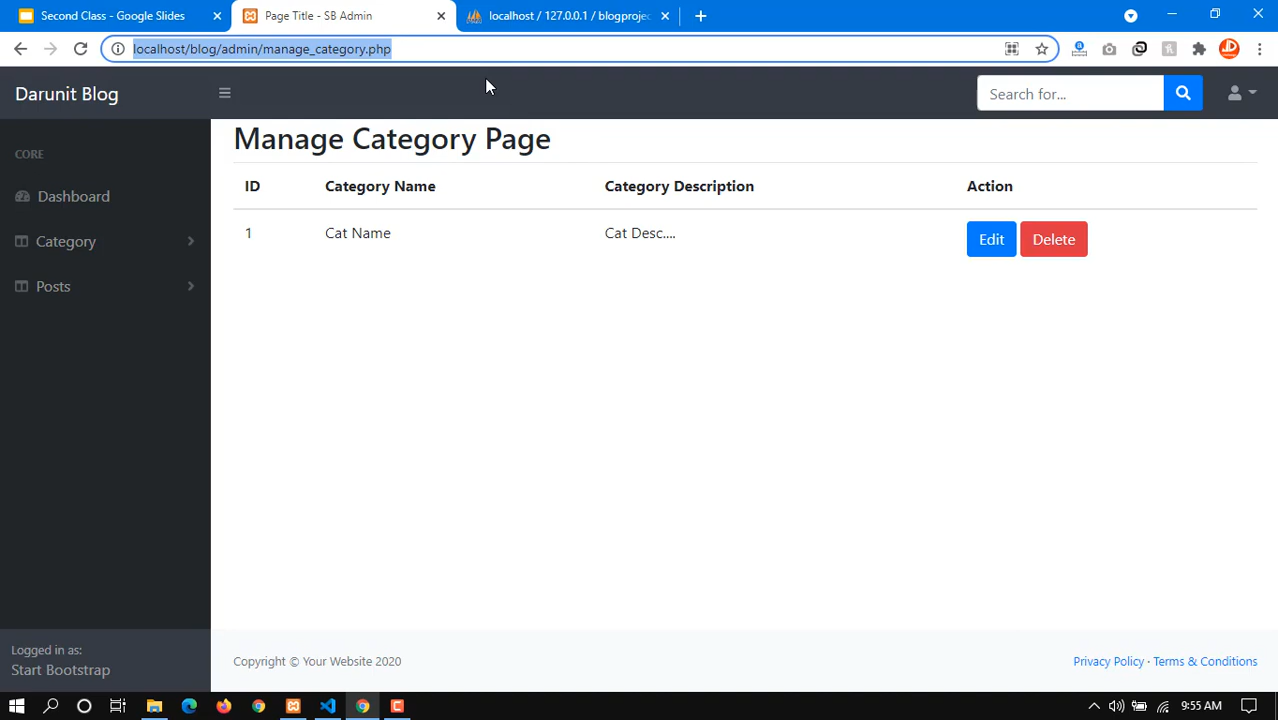 Second Class - Google Slides
Page Title - SB Admin
localhost / 127.0.0.1 / blogprojec
localhost/blog/admin/manage_category.php
Darunit Blog
Search for...
CORE
Dashboard
Category
Posts
Manage Category Page
ID Category Name Category Description Action
1 Cat Name Cat Desc.... Edit Delete
Logged in as:
Start Bootstrap
Copyright © Your Website 2020
Privacy Policy · Terms & Conditions
9:55 AM